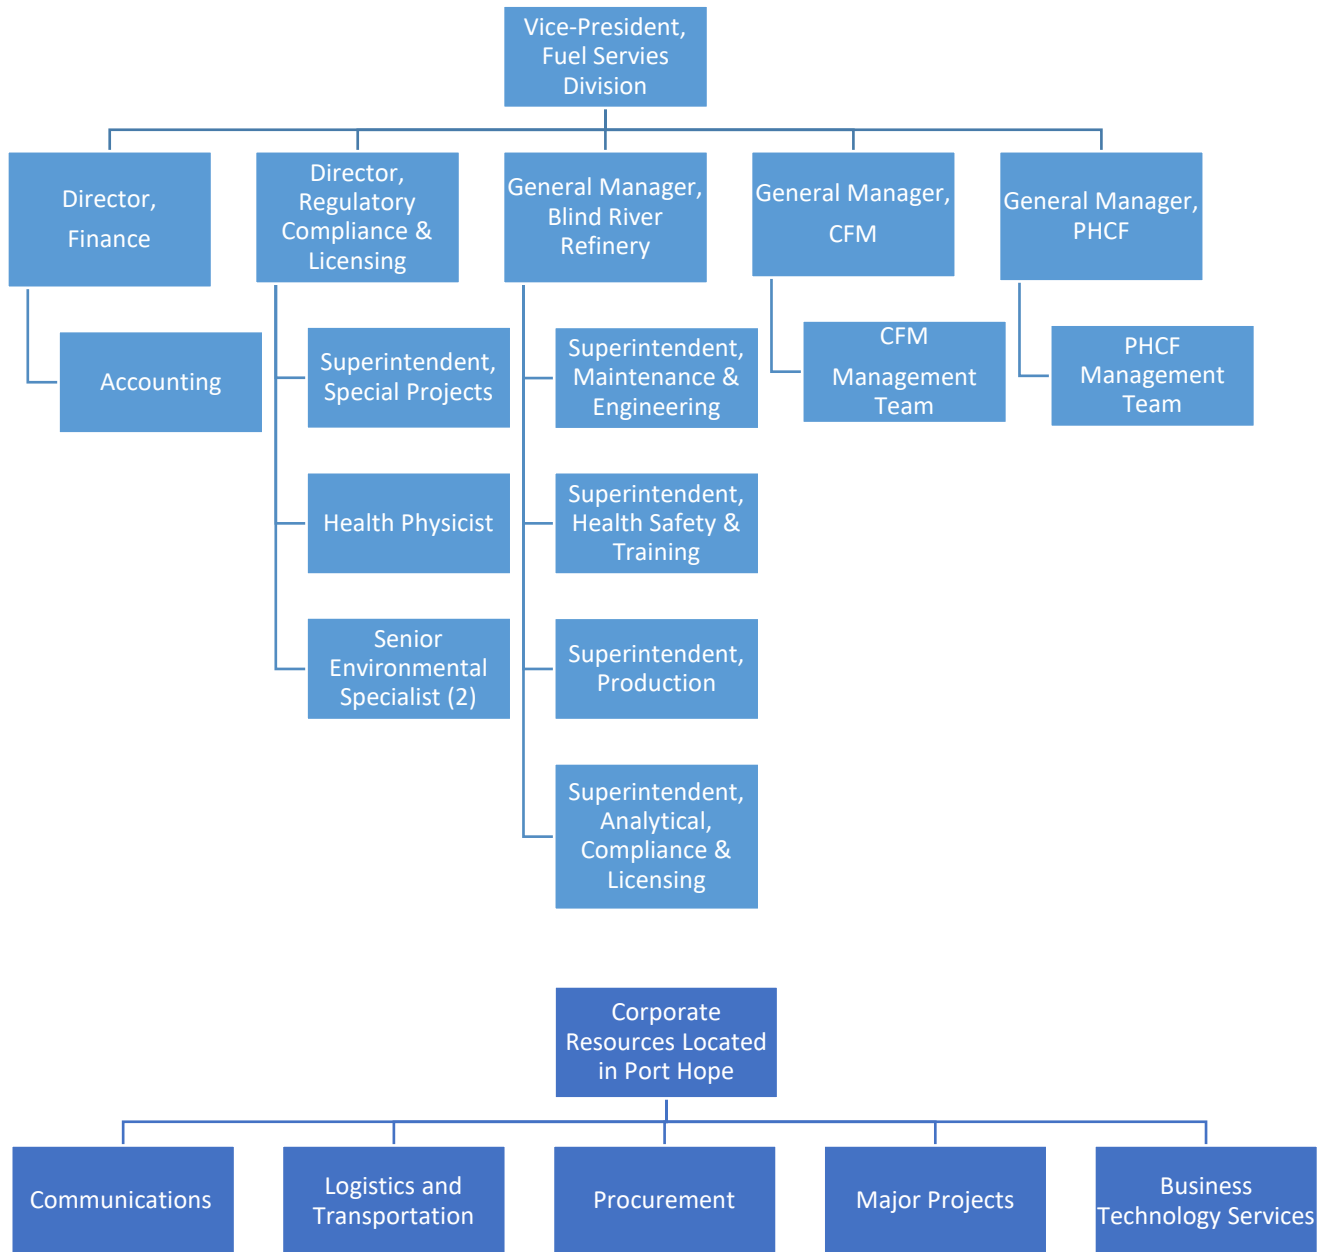 Vice-President,
Fuel Servies
Division
Director,
Finance
Director,
Regulatory
Compliance &
Licensing
General Manager,
Blind River
Refinery
General Manager,
CFM
General Manager,
PHCF
Accounting
Superintendent,
Special Projects
Health Physicist
Senior
Environmental
Specialist (2)
Superintendent,
Maintenance &
Engineering
Superintendent,
Health Safety &
Training
Superintendent,
Production
Superintendent,
Analytical,
Compliance &
Licensing
CFM
Management
Team
PHCF
Management
Team
Corporate
Resources Located
in Port Hope
Communications
Logistics and
Transportation
Procurement
Major Projects
Business
Technology Services